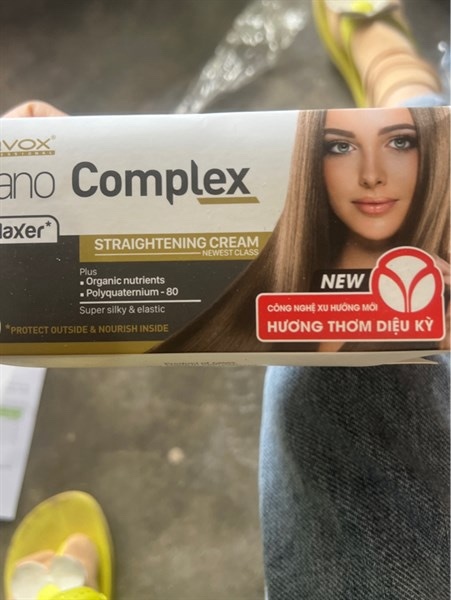 VOX®
ano Complex
laxer*
STRAIGHTENING CREAM
NEWEST CLASS
Plus
• Organic nutrients
• Polyquaternium - 80
Super silky & elastic
*PROTECT OUTSIDE & NOURISH INSIDE
NEW
CÔNG NGHỆ XU HƯỚNG MỚI
HƯƠNG THƠM DIỆU KỲ